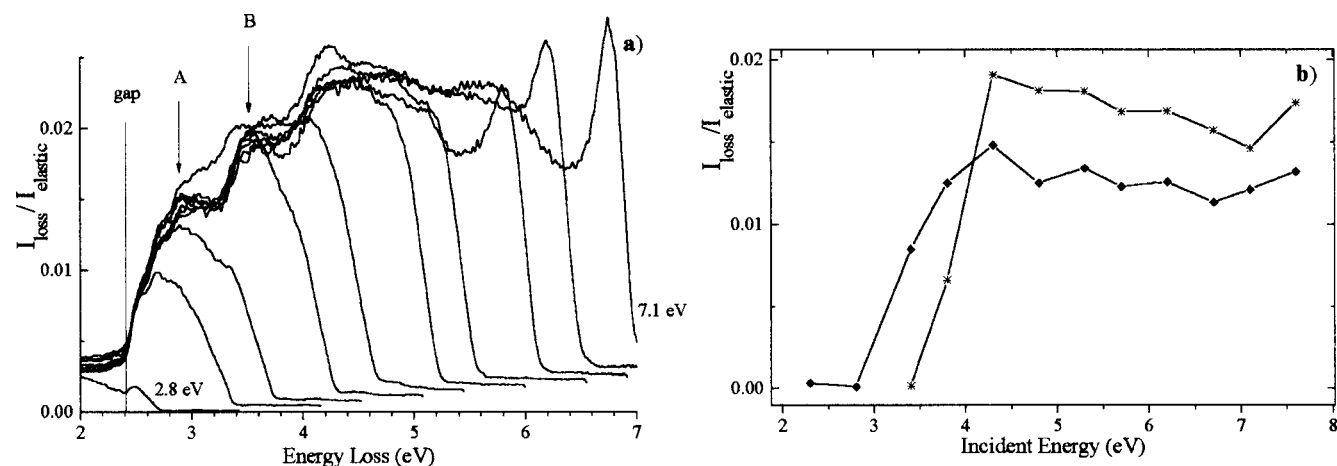 a)
B
A
gap
I_loss / I_elastic
0.02
0.01
0.00
2.8 eV
7.1 eV
2 3 4 5 6 7
Energy Loss (eV)
b)
I_loss/I_elastic
0.02
0.01
0.00
2 3 4 5 6 7 8
Incident Energy (eV)